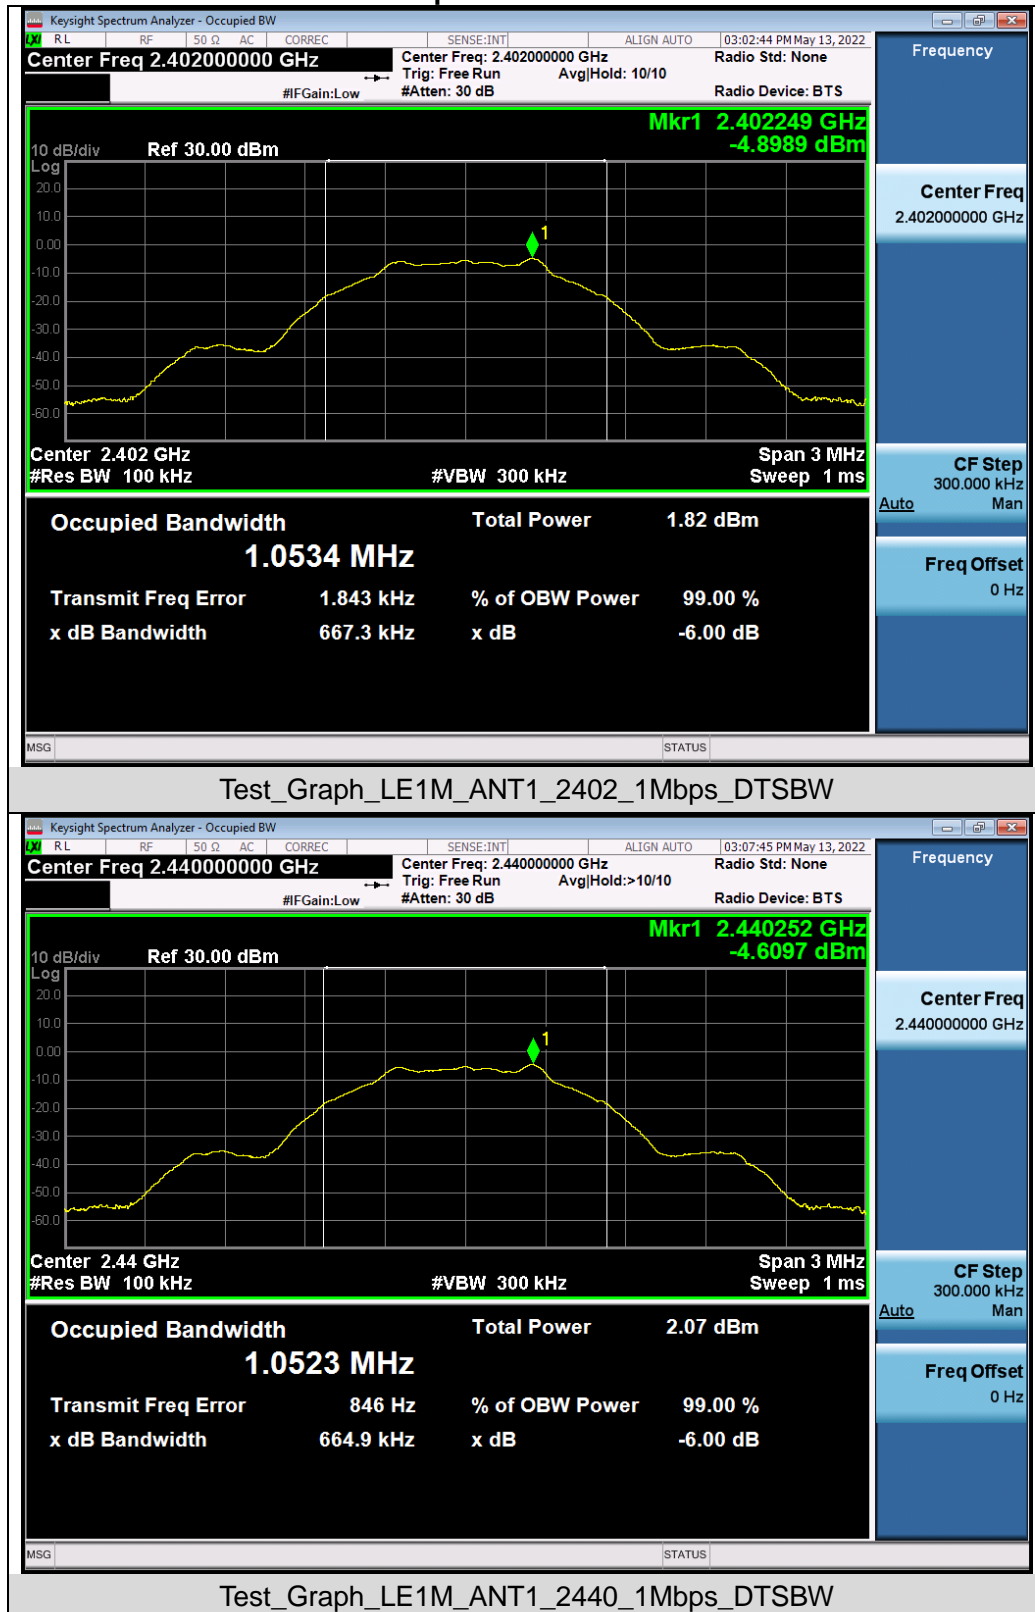 Keysight Spectrum Analyzer - Occupied BW
LXI RL RF 50 Ω AC CORREC SENSE:INT ALIGN AUTO 03:02:44 PM May 13, 2022
Center Freq 2.402000000 GHz Center Freq: 2.402000000 GHz Radio Std: None Frequency
Trig: Free Run Avg|Hold: 10/10
#IFGain:Low #Atten: 30 dB Radio Device: BTS
Mkr1 2.402249 GHz
10 dB/div Ref 30.00 dBm -4.8989 dBm
Log
20.0
10.0
0.00
-10.0
-20.0
-30.0
-40.0
-50.0
-60.0
1
Center Freq
2.402000000 GHz
Center 2.402 GHz Span 3 MHz
#Res BW 100 kHz #VBW 300 kHz Sweep 1 ms
CF Step
300.000 kHz
Auto Man
Occupied Bandwidth Total Power 1.82 dBm
1.0534 MHz
Freq Offset
0 Hz
Transmit Freq Error 1.843 kHz % of OBW Power 99.00 %
x dB Bandwidth 667.3 kHz x dB -6.00 dB
MSG STATUS
Test_Graph_LE1M_ANT1_2402_1Mbps_DTSBW
Keysight Spectrum Analyzer - Occupied BW
LXI RL RF 50 Ω AC CORREC SENSE:INT ALIGN AUTO 03:07:45 PM May 13, 2022
Center Freq 2.440000000 GHz Center Freq: 2.440000000 GHz Radio Std: None Frequency
Trig: Free Run Avg|Hold:>10/10
#IFGain:Low #Atten: 30 dB Radio Device: BTS
Mkr1 2.440252 GHz
10 dB/div Ref 30.00 dBm -4.6097 dBm
Log
20.0
10.0
0.00
-10.0
-20.0
-30.0
-40.0
-50.0
-60.0
1
Center Freq
2.440000000 GHz
Center 2.44 GHz Span 3 MHz
#Res BW 100 kHz #VBW 300 kHz Sweep 1 ms
CF Step
300.000 kHz
Auto Man
Occupied Bandwidth Total Power 2.07 dBm
1.0523 MHz
Freq Offset
0 Hz
Transmit Freq Error 846 Hz % of OBW Power 99.00 %
x dB Bandwidth 664.9 kHz x dB -6.00 dB
MSG STATUS
Test_Graph_LE1M_ANT1_2440_1Mbps_DTSBW